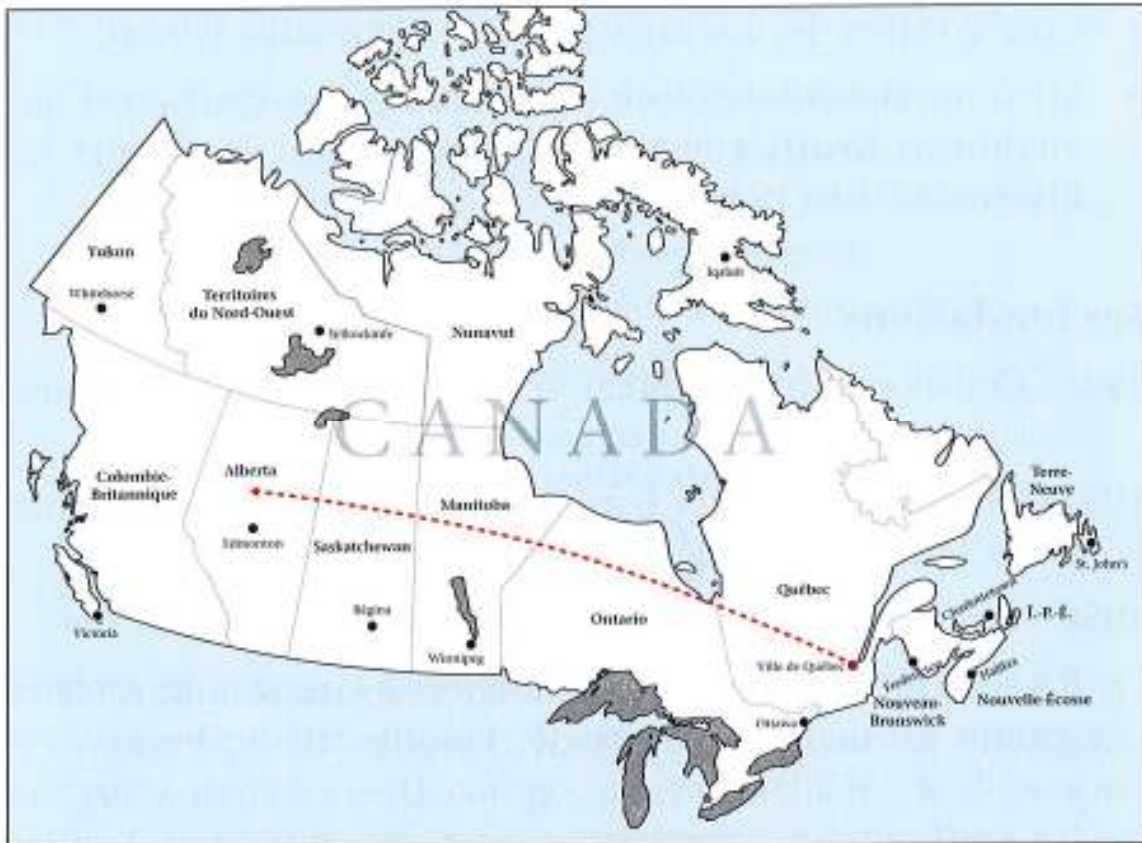 Yukon
Whitehorse
Territoires
du Nord-Ouest
Yellowknife
Nunavut
Iqaluit
CANADA
Colombie-
Britannique
Alberta
Edmonton
Saskatchewan
Manitoba
Régina
Victoria
Winnipeg
Ontario
Québec
Ville de Québec
Ottawa
Terre-
Neuve
St. John's
Charlottetown
Î.-P.-É.
Fredericton
Halifax
Nouveau-
Brunswick
Nouvelle-Écosse